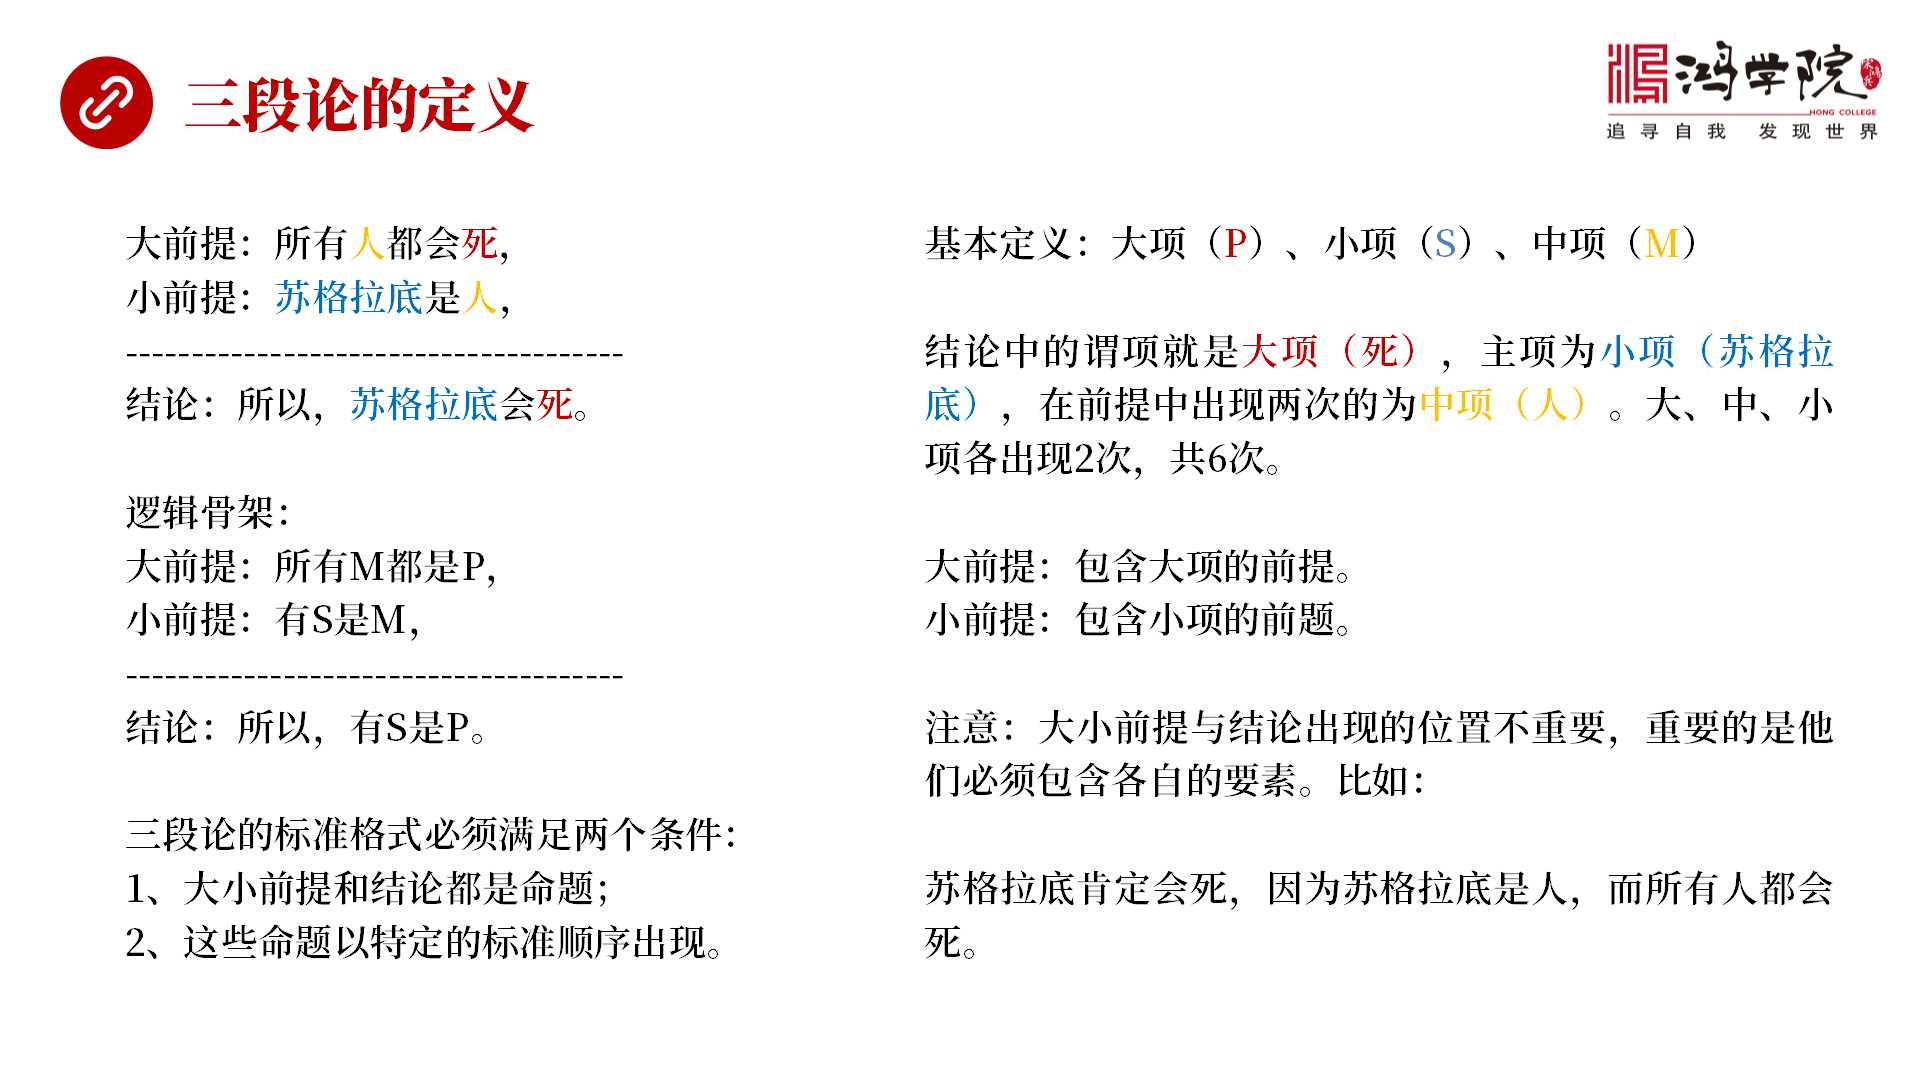 三段论的定义
鸿学院
HONG COLLEGE
追寻自我 发现世界
大前提：所有人都会死，
小前提：苏格拉底是人，
--------------------------------------
结论：所以，苏格拉底会死。
逻辑骨架：
大前提：所有M都是P，
小前提：有S是M，
--------------------------------------
结论：所以，有S是P。
三段论的标准格式必须满足两个条件：
1、大小前提和结论都是命题；
2、这些命题以特定的标准顺序出现。
基本定义：大项（P）、小项（S）、中项（M）
结论中的谓项就是大项（死），主项为小项（苏格拉
底），在前提中出现两次的为中项（人）。大、中、小
项各出现2次，共6次。
大前提：包含大项的前提。
小前提：包含小项的前题。
注意：大小前提与结论出现的位置不重要，重要的是他
们必须包含各自的要素。比如：
苏格拉底肯定会死，因为苏格拉底是人，而所有人都会
死。